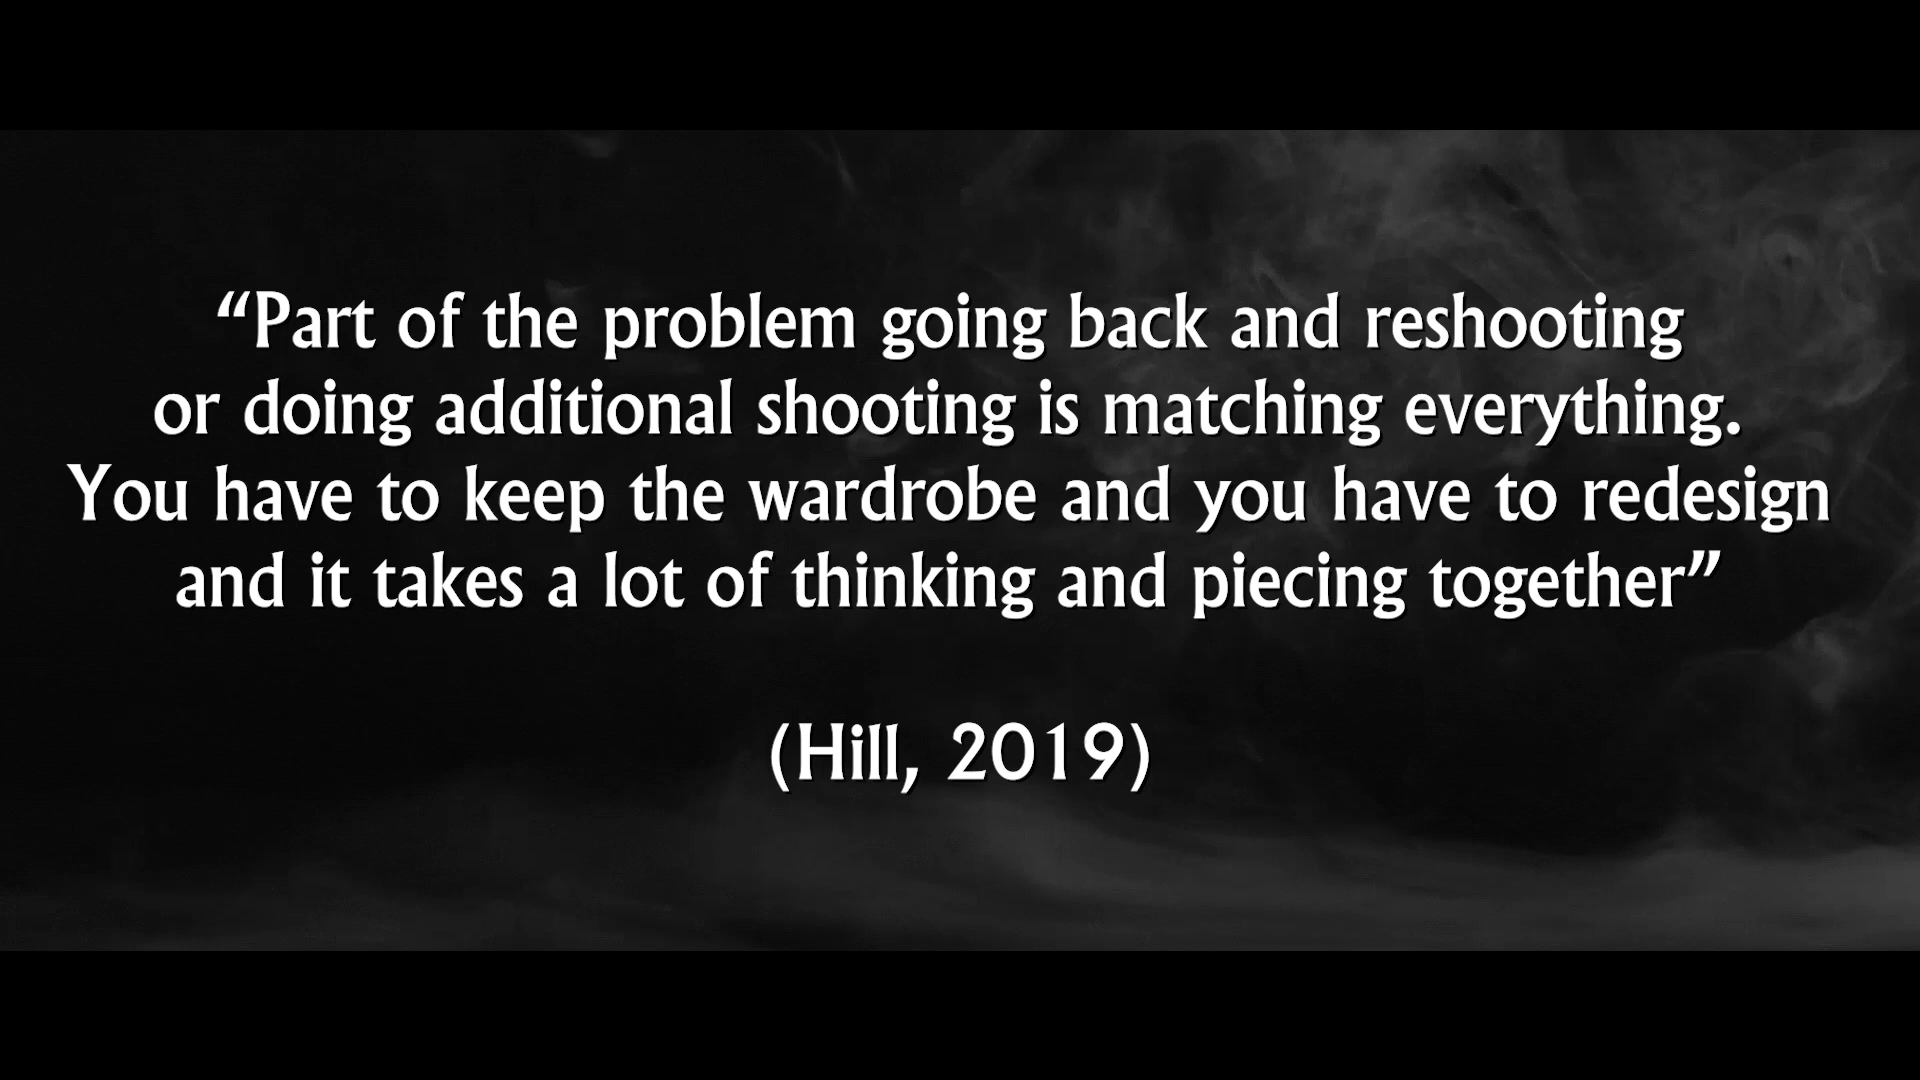 “Part of the problem going back and reshooting
or doing additional shooting is matching everything.
You have to keep the wardrobe and you have to redesign
and it takes a lot of thinking and piecing together”
(Hill, 2019)